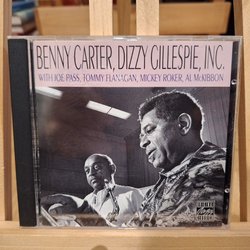 BENNY CARTER, DIZZY GILLESPIE, INC.
WITH JOE PASS, TOMMY FLANAGAN, MICKEY ROKER, AL McKIBBON